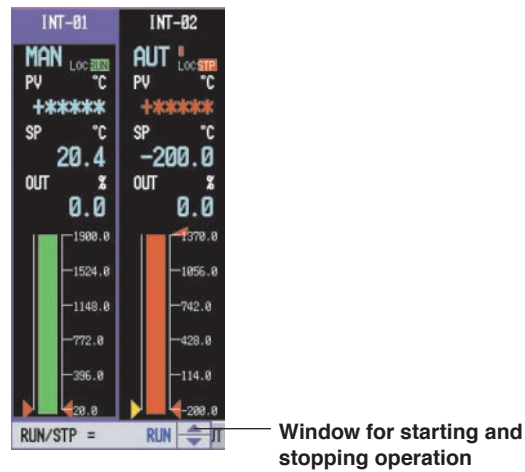 INT-01 INT-02
MAN LOC RUN AUT LOC STP
PV °C PV °C
+***** +*****
SP °C SP °C
20.4 -200.0
OUT % OUT %
0.0 0.0
1900.0 1370.0
1524.0 1056.0
1148.0 742.0
772.0 428.0
396.0 114.0
20.0 -200.0
RUN/STP = RUN
Window for starting and
stopping operation